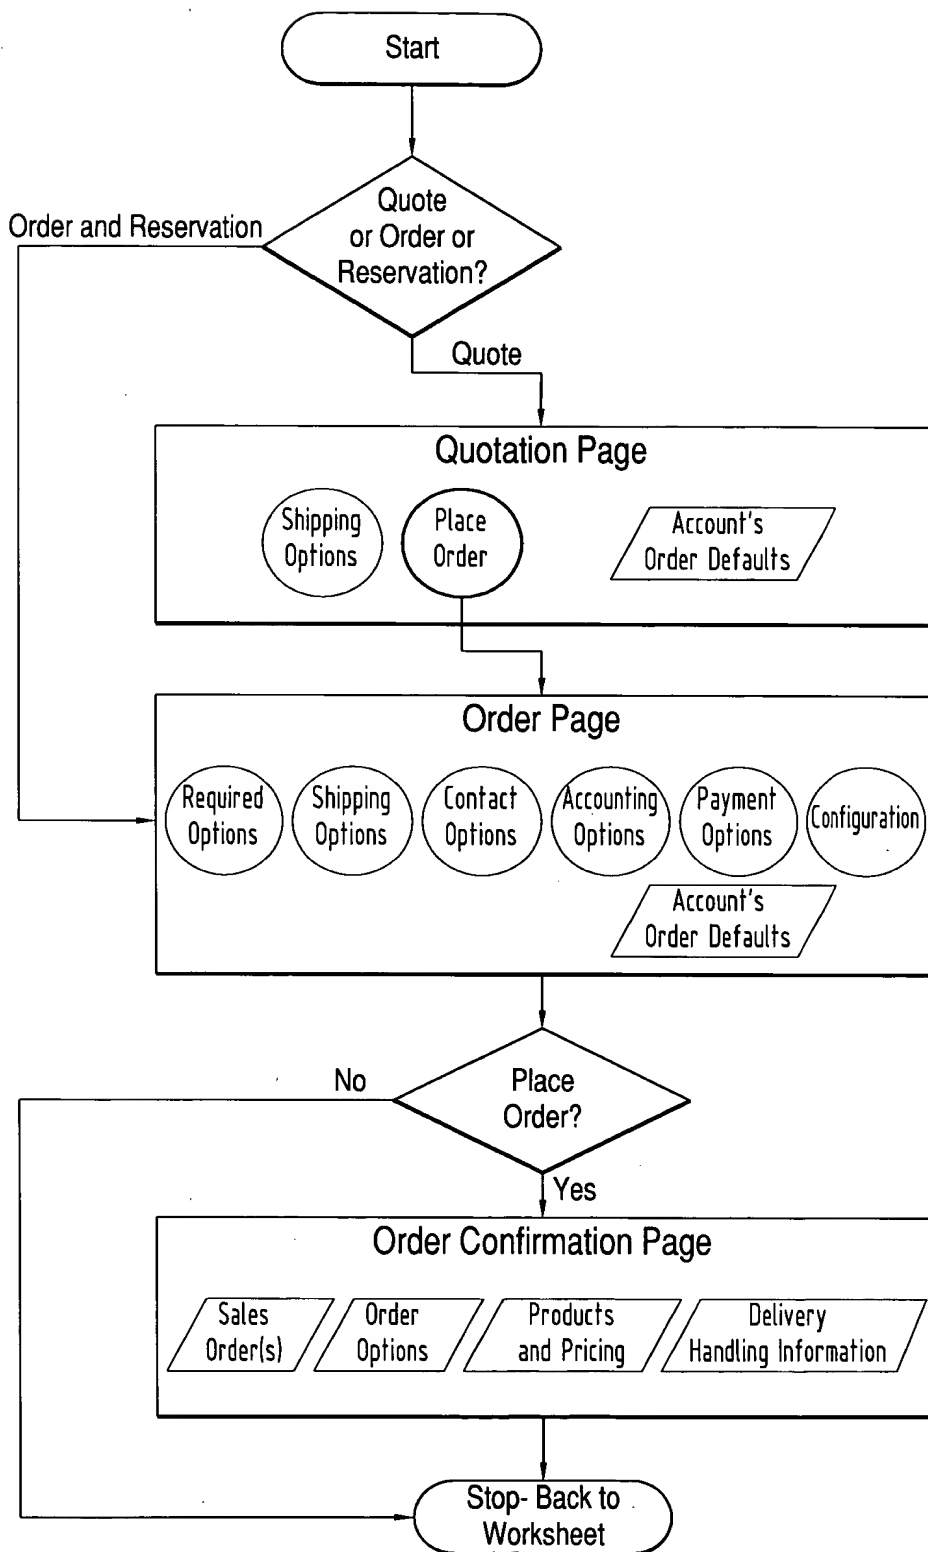 Start
Quote
or Order or
Reservation?
Order and Reservation
Quote
Quotation Page
Shipping
Options
Place
Order
Account's
Order Defaults
Order Page
Required
Options
Shipping
Options
Contact
Options
Accounting
Options
Payment
Options
Configuration
Account's
Order Defaults
Place
Order?
No
Yes
Order Confirmation Page
Sales
Order(s)
Order
Options
Products
and Pricing
Delivery
Handling Information
Stop- Back to
Worksheet